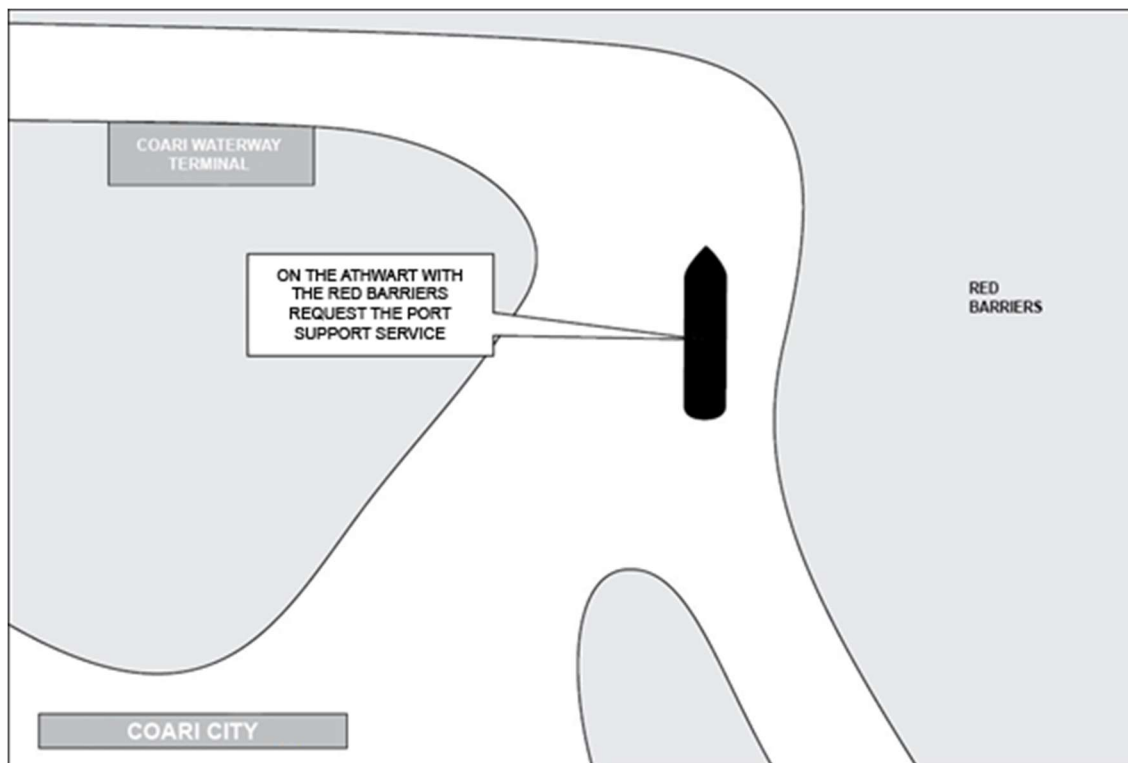 COARI WATERWAY
TERMINAL
ON THE ATHWART WITH
THE RED BARRIERS
REQUEST THE PORT
SUPPORT SERVICE
RED
BARRIERS
COARI CITY